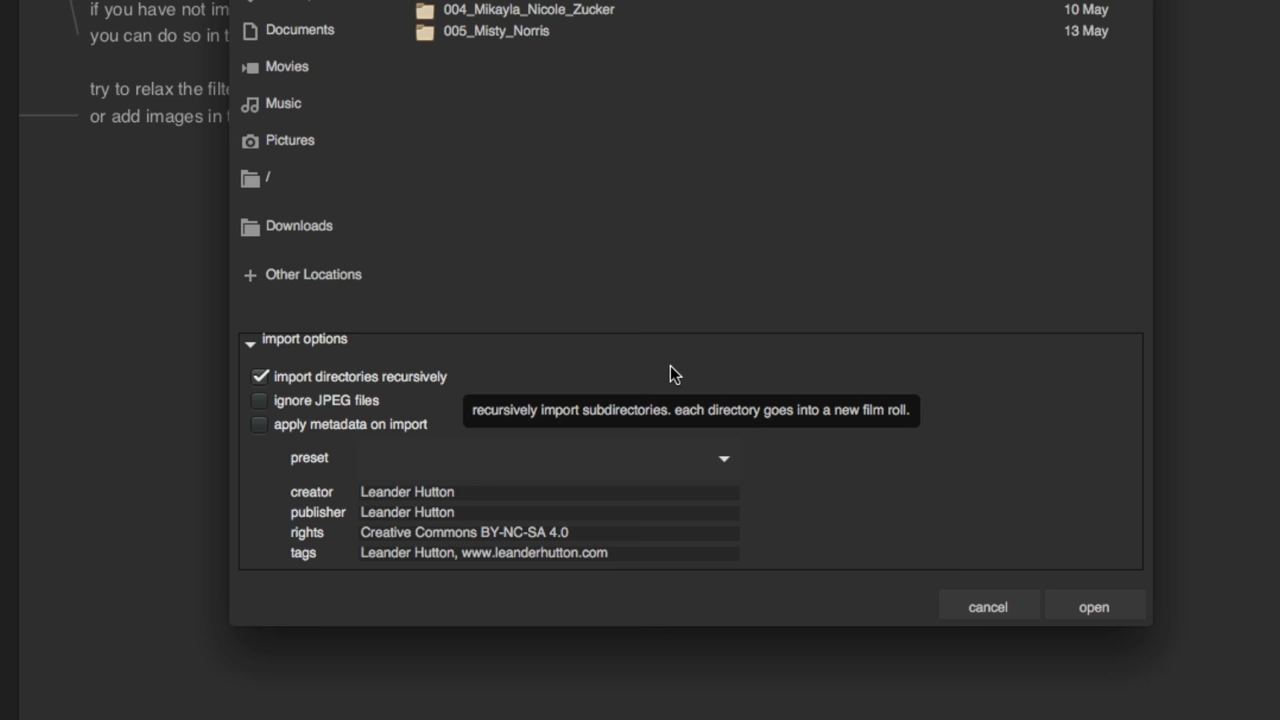 if you have not im
you can do so in t
try to relax the filte
or add images in t
004_Mikayla_Nicole_Zucker 10 May
005_Misty_Norris 13 May
Documents
Movies
Music
Pictures
/
Downloads
Other Locations
import options
import directories recursively
ignore JPEG files
recursively import subdirectories. each directory goes into a new film roll.
apply metadata on import
preset
creator Leander Hutton
publisher Leander Hutton
rights Creative Commons BY-NC-SA 4.0
tags Leander Hutton, www.leanderhutton.com
cancel open